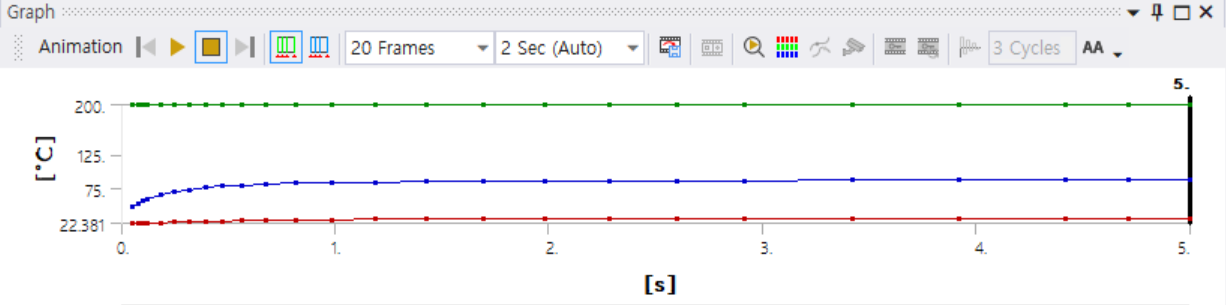 Graph
Animation 20 Frames 2 Sec (Auto) 3 Cycles AA
5.
200.
125.
75.
22.381
[°C]
0. 1. 2. 3. 4. 5.
[s]